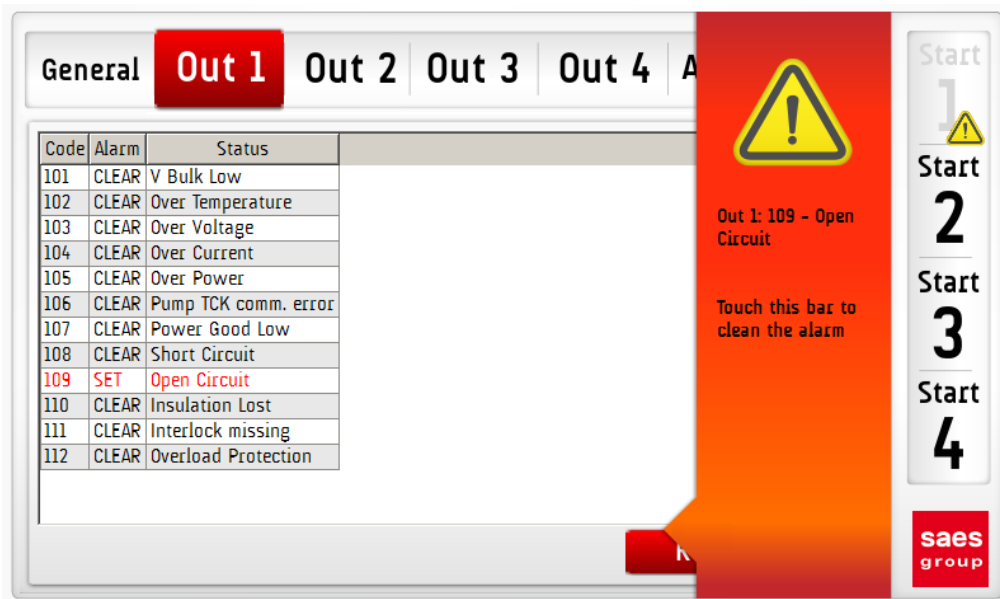 General Out 1 Out 2 Out 3 Out 4
Code Alarm Status
101 CLEAR V Bulk Low
102 CLEAR Over Temperature
103 CLEAR Over Voltage
104 CLEAR Over Current
105 CLEAR Over Power
106 CLEAR Pump TCK comm. error
107 CLEAR Power Good Low
108 CLEAR Short Circuit
109 SET Open Circuit
110 CLEAR Insulation Lost
111 CLEAR Interlock missing
112 CLEAR Overload Protection
Out 1: 109 - Open
Circuit
Touch this bar to
clean the alarm
Start
1
Start
2
Start
3
Start
4
saes
group